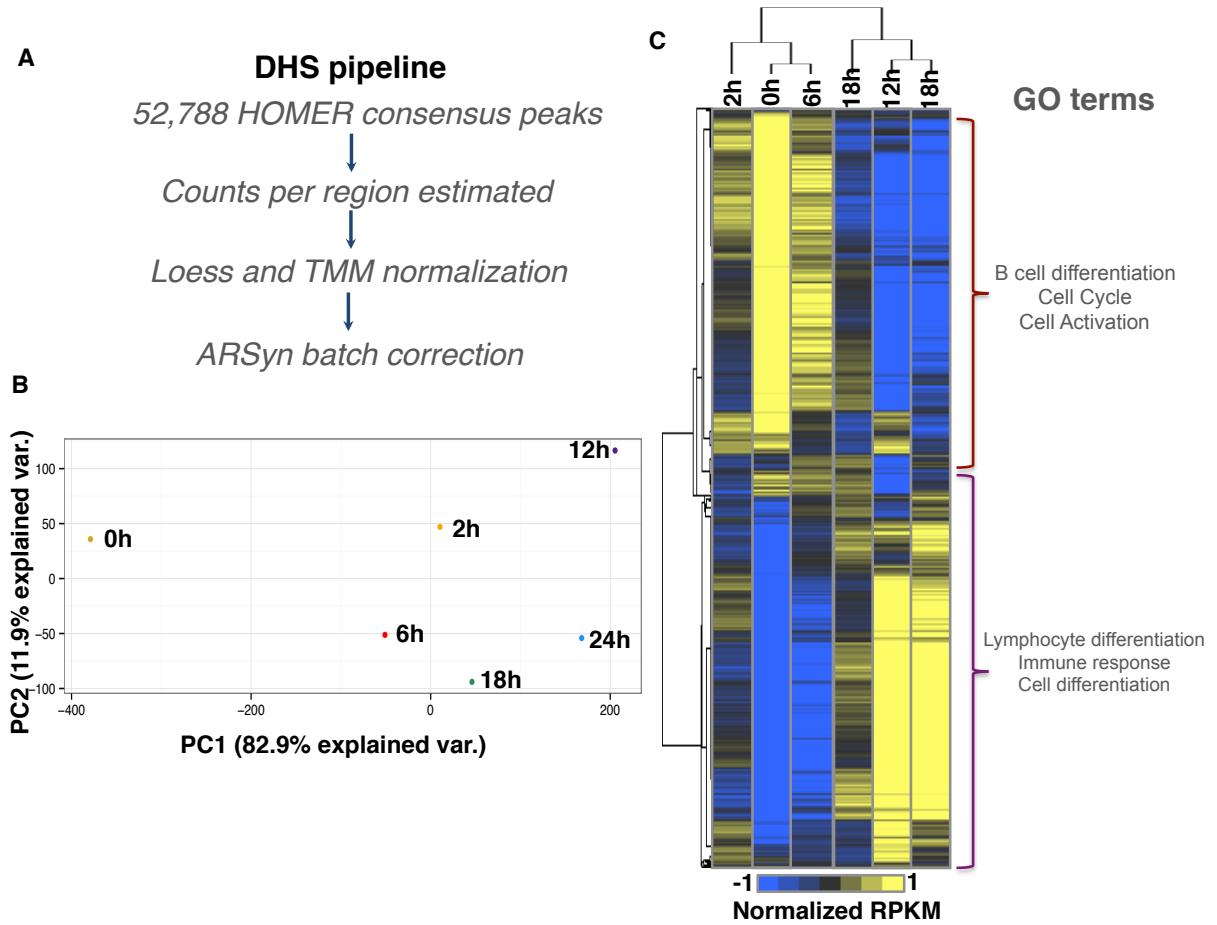 A
DHS pipeline
52,788 HOMER consensus peaks
Counts per region estimated
Loess and TMM normalization
ARSyn batch correction
B
PC2 (11.9% explained var.)
100
50
0
−50
−100
12h
0h
2h
6h
24h
18h
−400
−200
0
200
PC1 (82.9% explained var.)
C
2h
0h
6h
18h
12h
18h
GO terms
B cell differentiation
Cell Cycle
Cell Activation
Lymphocyte differentiation
Immune response
Cell differentiation
-1
1
Normalized RPKM